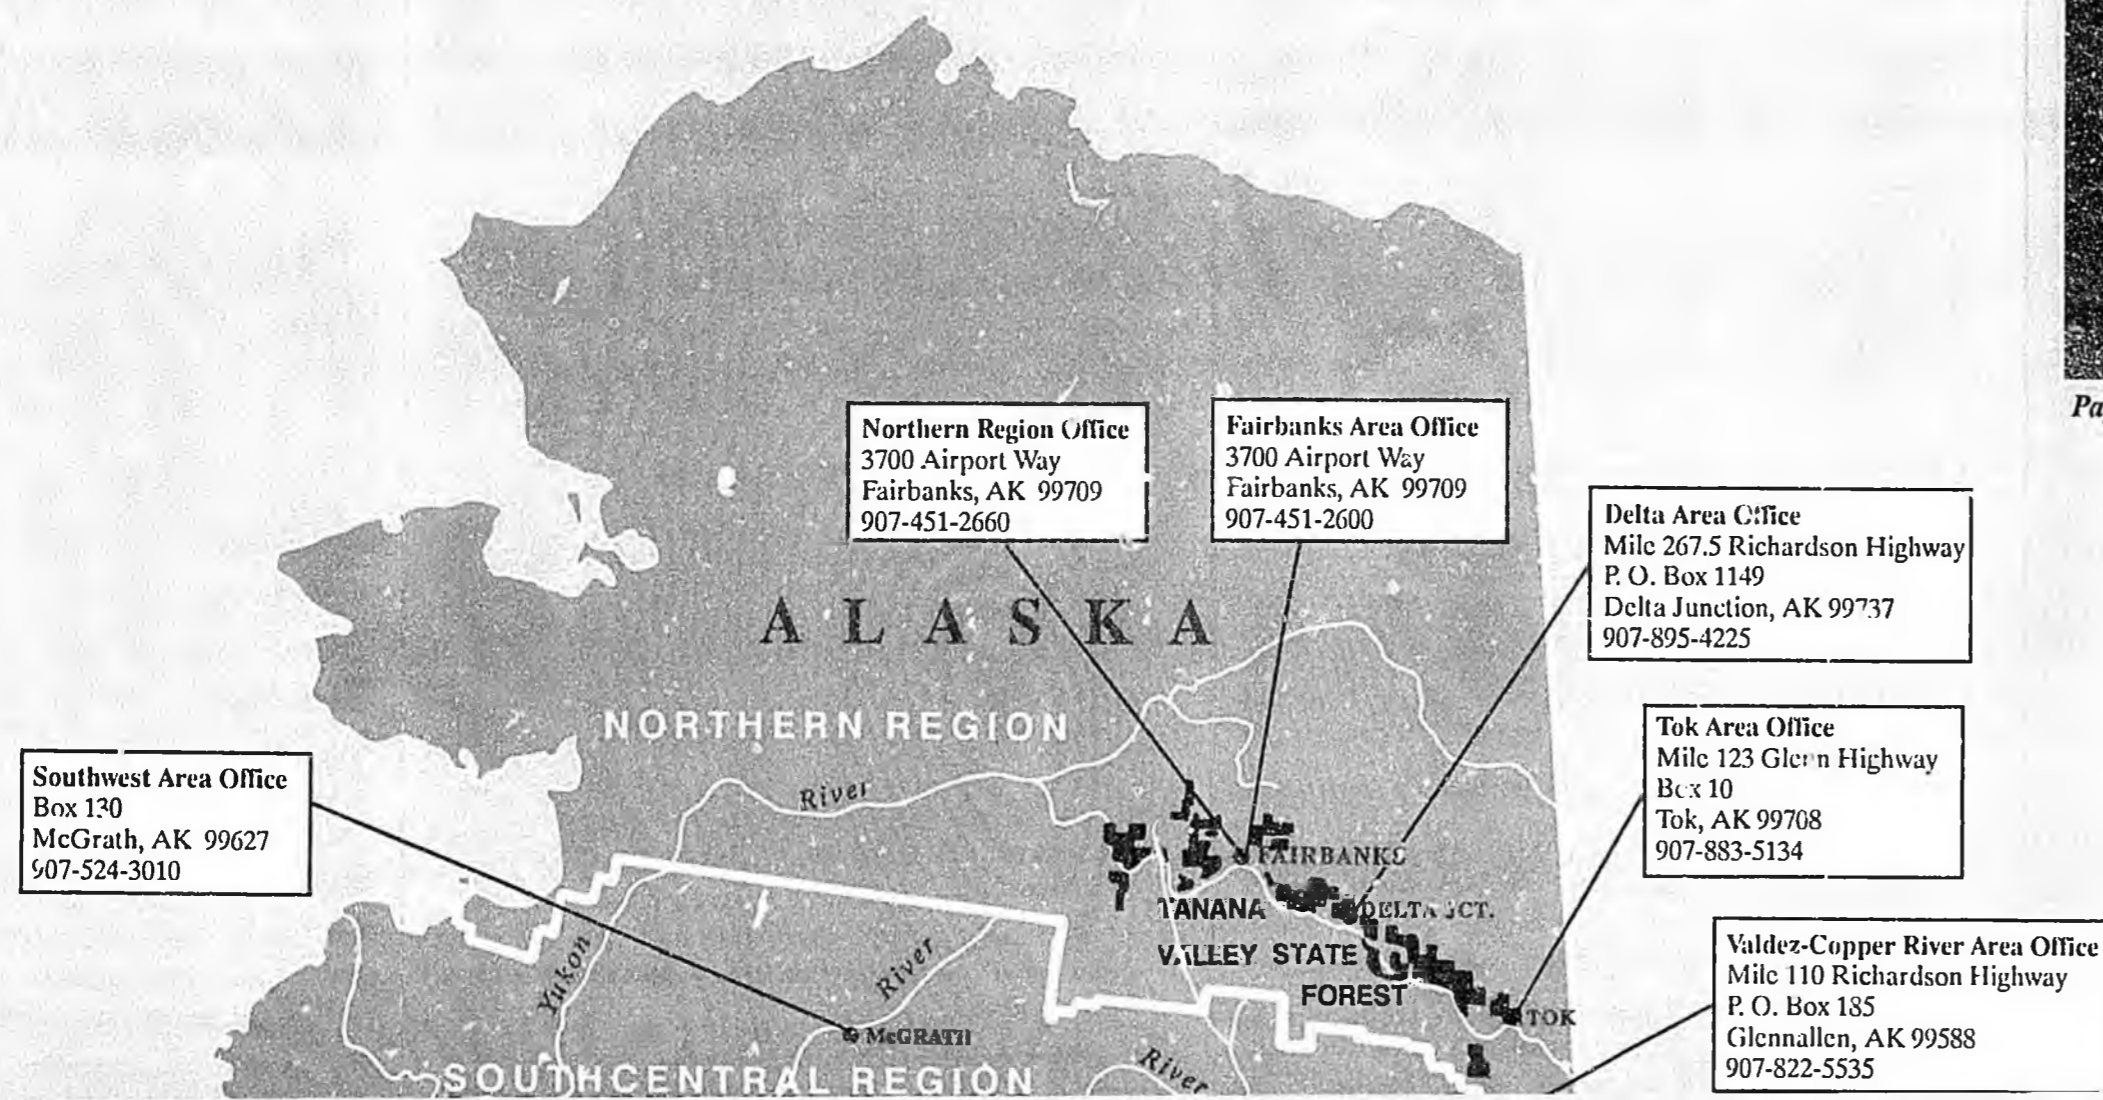 Pa
Northern Region Office
3700 Airport Way
Fairbanks, AK 99709
907-451-2660
Fairbanks Area Office
3700 Airport Way
Fairbanks, AK 99709
907-451-2600
Delta Area Office
Mile 267.5 Richardson Highway
P. O. Box 1149
Delta Junction, AK 99737
907-895-4225
ALASKA
NORTHERN REGION
Tok Area Office
Mile 123 Glenn Highway
Box 10
Tok, AK 99708
907-883-5134
Southwest Area Office
Box 130
McGrath, AK 99627
907-524-3010
River
FAIRBANKS
TANANA
DELTA JCT.
VALLEY STATE
FOREST
Yukon
River
TOK
McGRATH
Valdez-Copper River Area Office
Mile 110 Richardson Highway
P. O. Box 185
Glennallen, AK 99588
907-822-5535
River
SOUTHCENTRAL REGION